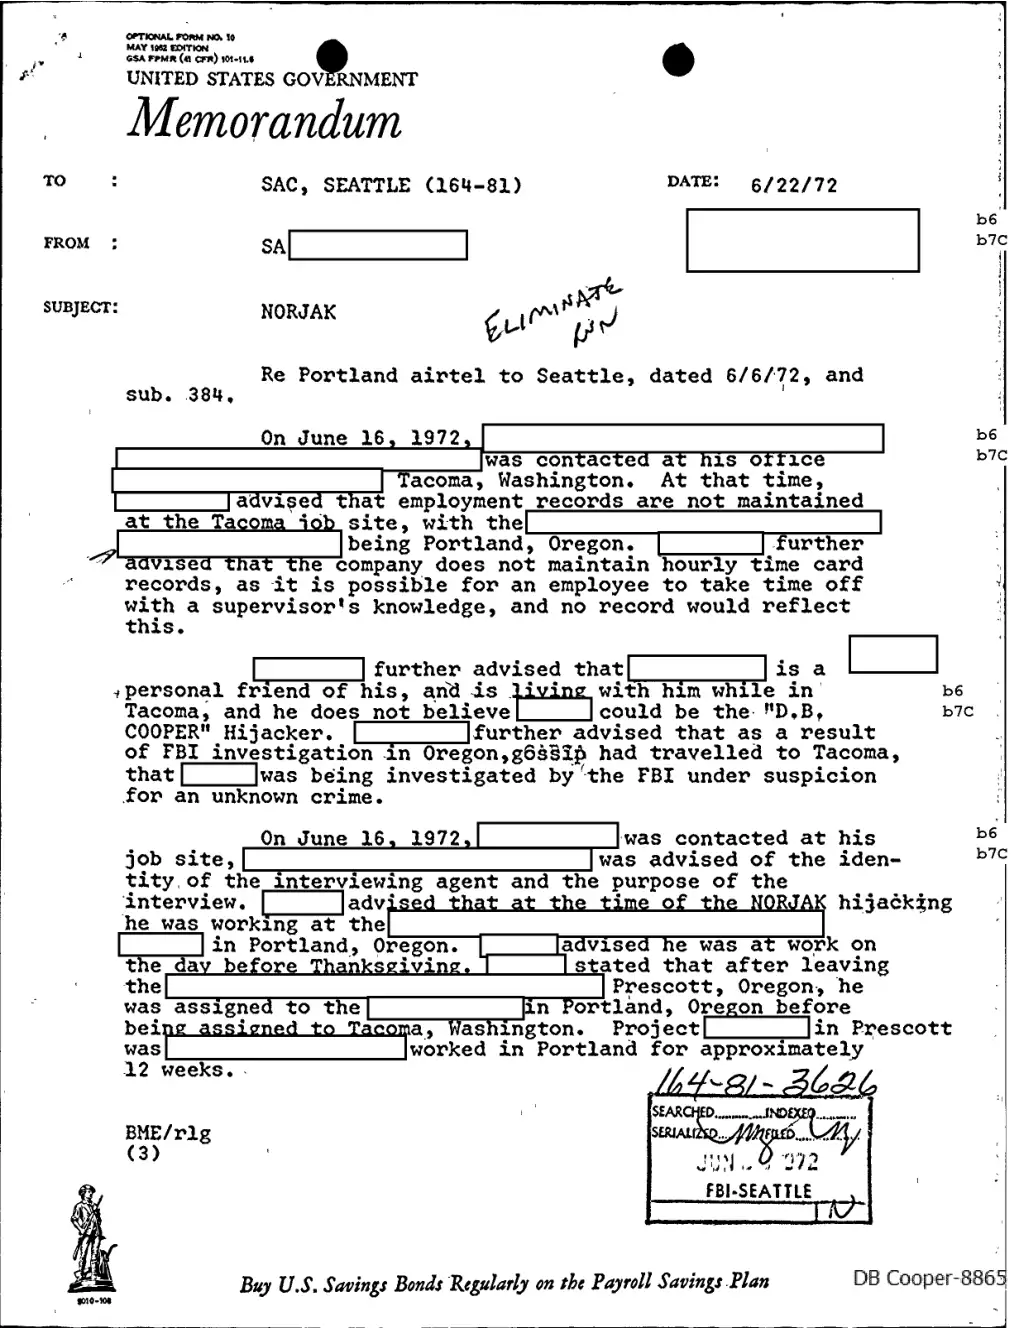 OPTIONAL FORM NO. 10
MAY 1962 EDITION
GSA FPMR (41 CFR) 101-11.6
UNITED STATES GOVERNMENT
Memorandum
TO : SAC, SEATTLE (164-81) DATE: 6/22/72
b6
FROM : SA b7C
SUBJECT: NORJAK
ELIMINATE
Re Portland airtel to Seattle, dated 6/6/72, and
sub. 384.
On June 16, 1972, b6
was contacted at his office b7C
Tacoma, Washington. At that time,
advised that employment records are not maintained
at the Tacoma job site, with the
being Portland, Oregon. further
advised that the company does not maintain hourly time card
records, as it is possible for an employee to take time off
with a supervisor's knowledge, and no record would reflect
this.
further advised that is a
personal friend of his, and is living with him while in b6
Tacoma, and he does not believe could be the "D.B. b7C
COOPER" Hijacker. further advised that as a result
of FBI investigation in Oregon, gossip had travelled to Tacoma,
that was being investigated by the FBI under suspicion
for an unknown crime.
On June 16, 1972, was contacted at his b6
job site, was advised of the iden- b7C
tity of the interviewing agent and the purpose of the
interview. advised that at the time of the NORJAK hijacking
he was working at the
in Portland, Oregon. advised he was at work on
the day before Thanksgiving. stated that after leaving
the Prescott, Oregon, he
was assigned to the in Portland, Oregon before
being assigned to Tacoma, Washington. Project in Prescott
was worked in Portland for approximately
12 weeks.
164-81-3626
SEARCHED INDEXED
SERIALIZED FILED
BME/rlg
(3)
JUN 1972
FBI-SEATTLE
N
Buy U.S. Savings Bonds Regularly on the Payroll Savings Plan
DB Cooper-8865
5010-108